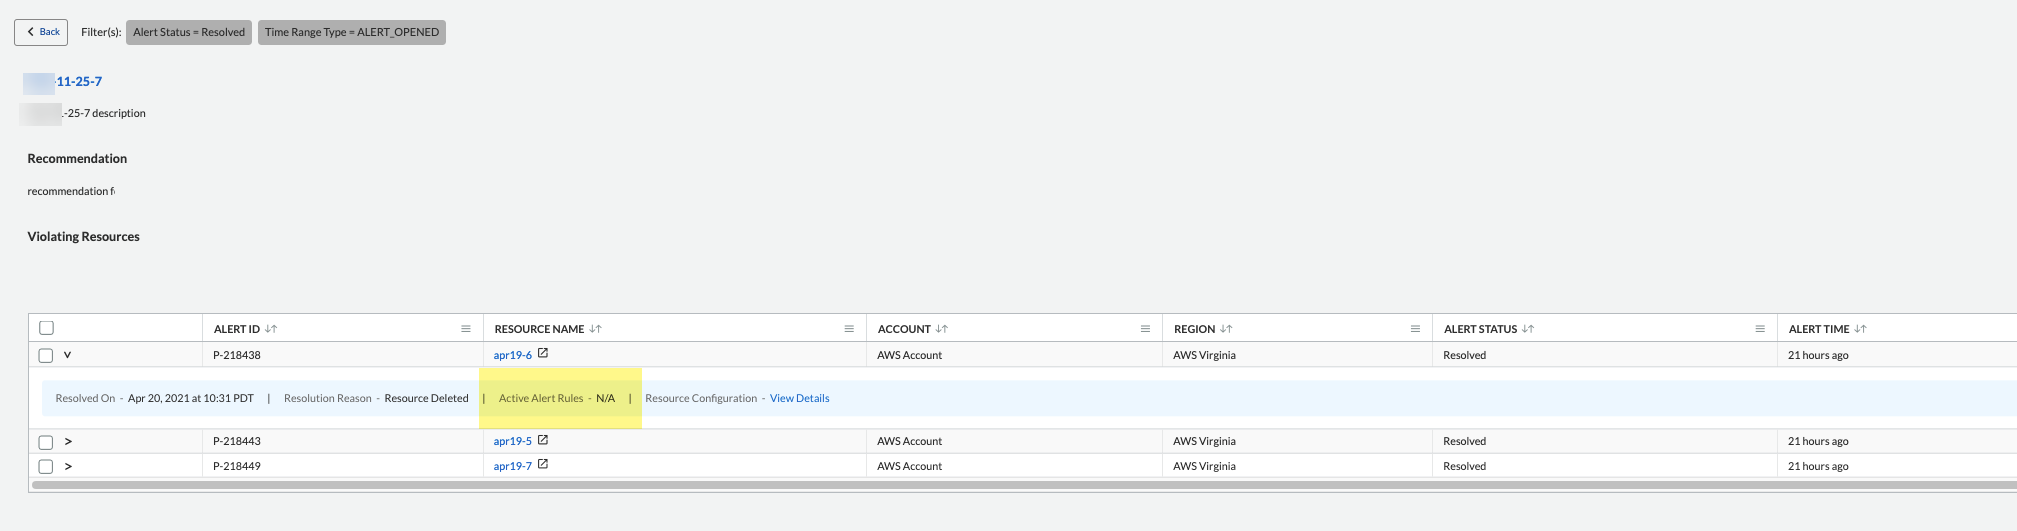 Back Filter(s): Alert Status = Resolved Time Range Type = ALERT_OPENED
-11-25-7
-25-7 description
Recommendation
recommendation
Violating Resources
ALERT ID RESOURCE NAME ACCOUNT REGION ALERT STATUS ALERT TIME
P-218438 apr19-6 AWS Account AWS Virginia Resolved 21 hours ago
Resolved On - Apr 20, 2021 at 10:31 PDT | Resolution Reason - Resource Deleted | Active Alert Rules - N/A | Resource Configuration - View Details
P-218443 apr19-5 AWS Account AWS Virginia Resolved 21 hours ago
P-218449 apr19-7 AWS Account AWS Virginia Resolved 21 hours ago